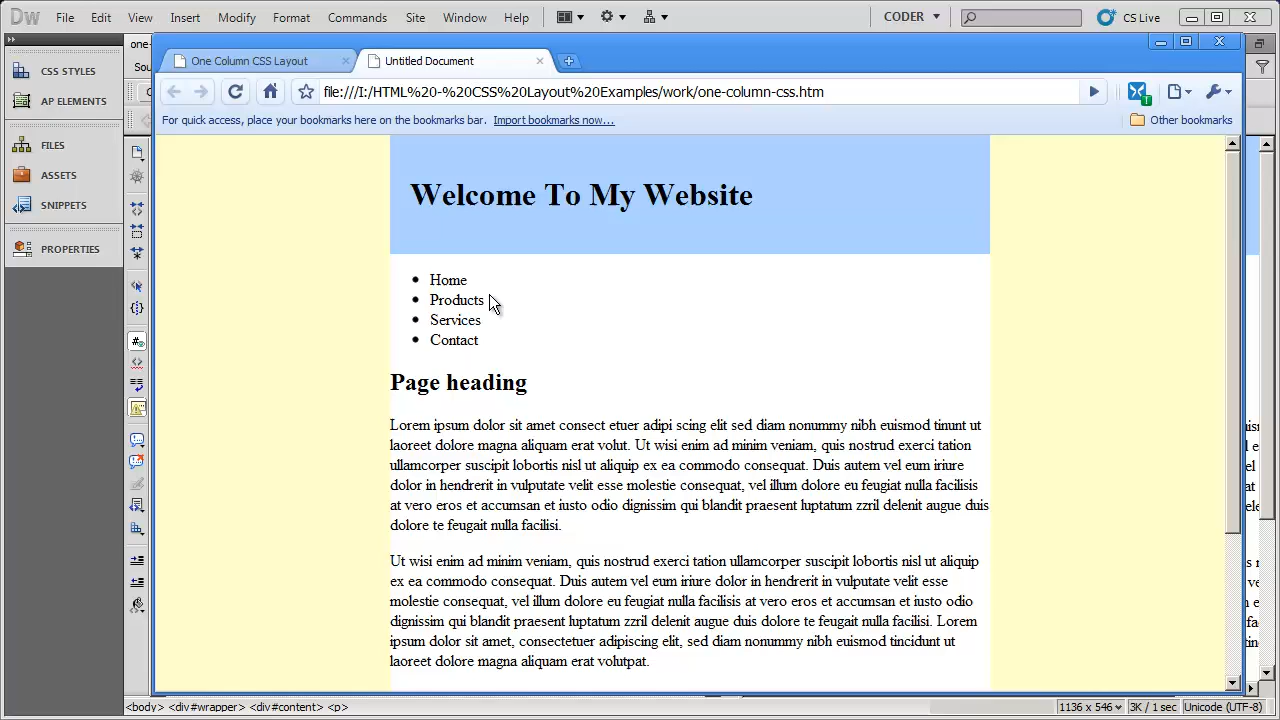 Dw File Edit View Insert Modify Format Commands Site Window Help CODER CS Live
CSS STYLES
AP ELEMENTS
FILES
ASSETS
SNIPPETS
PROPERTIES
one-
Sou
One Column CSS Layout
Untitled Document
file:///I:/HTML%20-%20CSS%20Layout%20Examples/work/one-column-css.htm
For quick access, place your bookmarks here on the bookmarks bar. Import bookmarks now...
Other bookmarks
Welcome To My Website
Home
Products
Services
Contact
Page heading
Lorem ipsum dolor sit amet consect etuer adipi scing elit sed diam nonummy nibh euismod tinunt ut
laoreet dolore magna aliquam erat volut. Ut wisi enim ad minim veniam, quis nostrud exerci tation
ullamcorper suscipit lobortis nisl ut aliquip ex ea commodo consequat. Duis autem vel eum iriure
dolor in hendrerit in vulputate velit esse molestie consequat, vel illum dolore eu feugiat nulla facilisis
at vero eros et accumsan et iusto odio dignissim qui blandit praesent luptatum zzril delenit augue duis
dolore te feugait nulla facilisi.
Ut wisi enim ad minim veniam, quis nostrud exerci tation ullamcorper suscipit lobortis nisl ut aliquip
ex ea commodo consequat. Duis autem vel eum iriure dolor in hendrerit in vulputate velit esse
molestie consequat, vel illum dolore eu feugiat nulla facilisis at vero eros et accumsan et iusto odio
dignissim qui blandit praesent luptatum zzril delenit augue duis dolore te feugait nulla facilisi. Lorem
ipsum dolor sit amet, consectetuer adipiscing elit, sed diam nonummy nibh euismod tincidunt ut
laoreet dolore magna aliquam erat volutpat.
<body> <div#wrapper> <div#content> <p>
1136 x 546 3K / 1 sec Unicode (UTF-8)